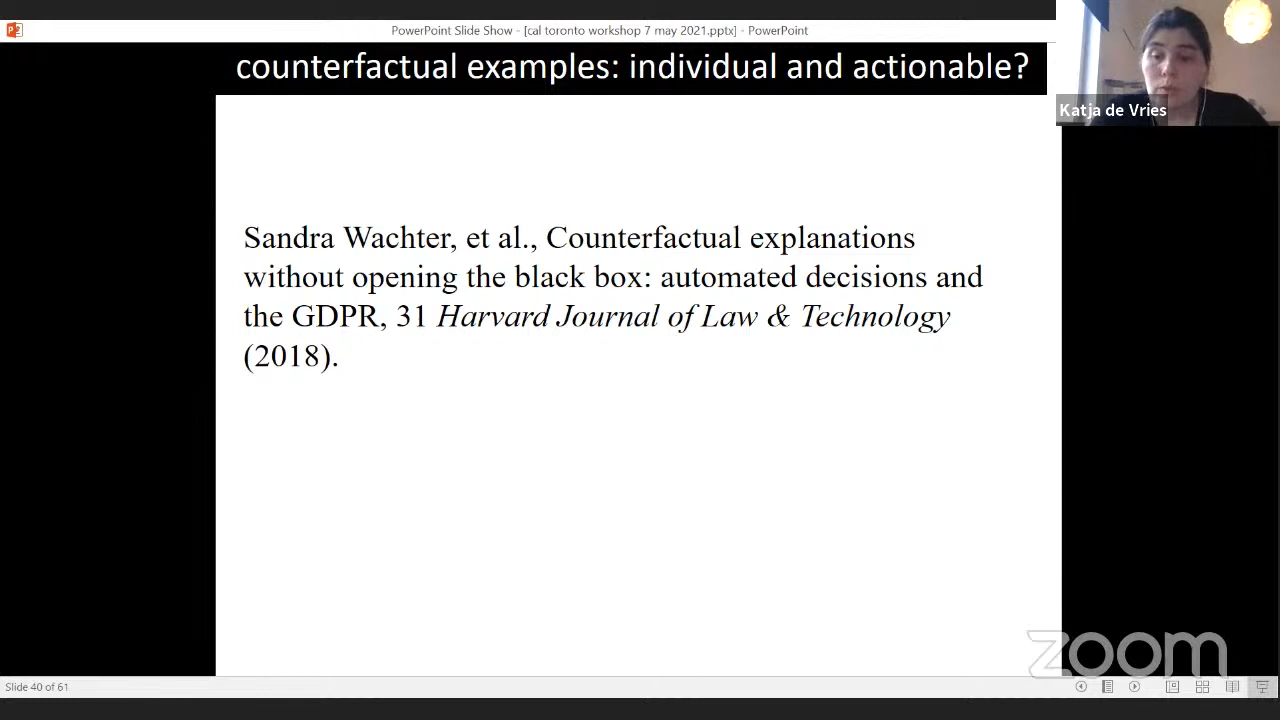 PowerPoint Slide Show - [cal toronto workshop 7 may 2021.pptx] - PowerPoint
counterfactual examples: individual and actionable?
Katja de Vries
Sandra Wachter, et al., Counterfactual explanations
without opening the black box: automated decisions and
the GDPR, 31 Harvard Journal of Law & Technology
(2018).
zoom
Slide 40 of 61